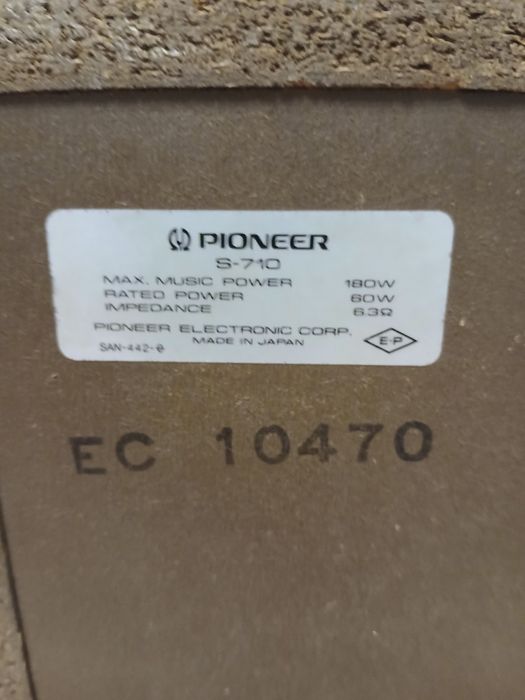 PIONEER
S-710
MAX. MUSIC POWER 180W
RATED POWER 60W
IMPEDANCE 6.3Ω
PIONEER ELECTRONIC CORP.
SAN-442-0 MADE IN JAPAN E-P
EC 10470